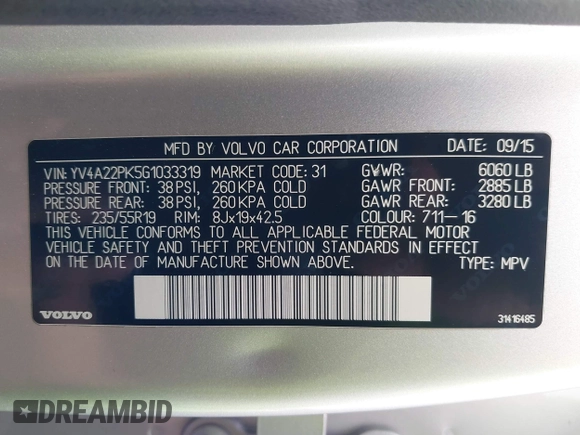 MFD BY VOLVO CAR CORPORATION DATE: 09/15
VIN: YV4A22PK5G1033319 MARKET CODE: 31 GVWR: 6060 LB
PRESSURE FRONT: 38 PSI, 260 KPA COLD GAWR FRONT: 2885 LB
PRESSURE REAR: 38 PSI, 260 KPA COLD GAWR REAR: 3280 LB
TIRES: 235/55R19 RIM: 8Jx19x42.5 COLOUR: 711-16
THIS VEHICLE CONFORMS TO ALL APPLICABLE FEDERAL MOTOR
VEHICLE SAFETY AND THEFT PREVENTION STANDARDS IN EFFECT
ON THE DATE OF MANUFACTURE SHOWN ABOVE. TYPE: MPV
VOLVO 31416485
DREAMBID